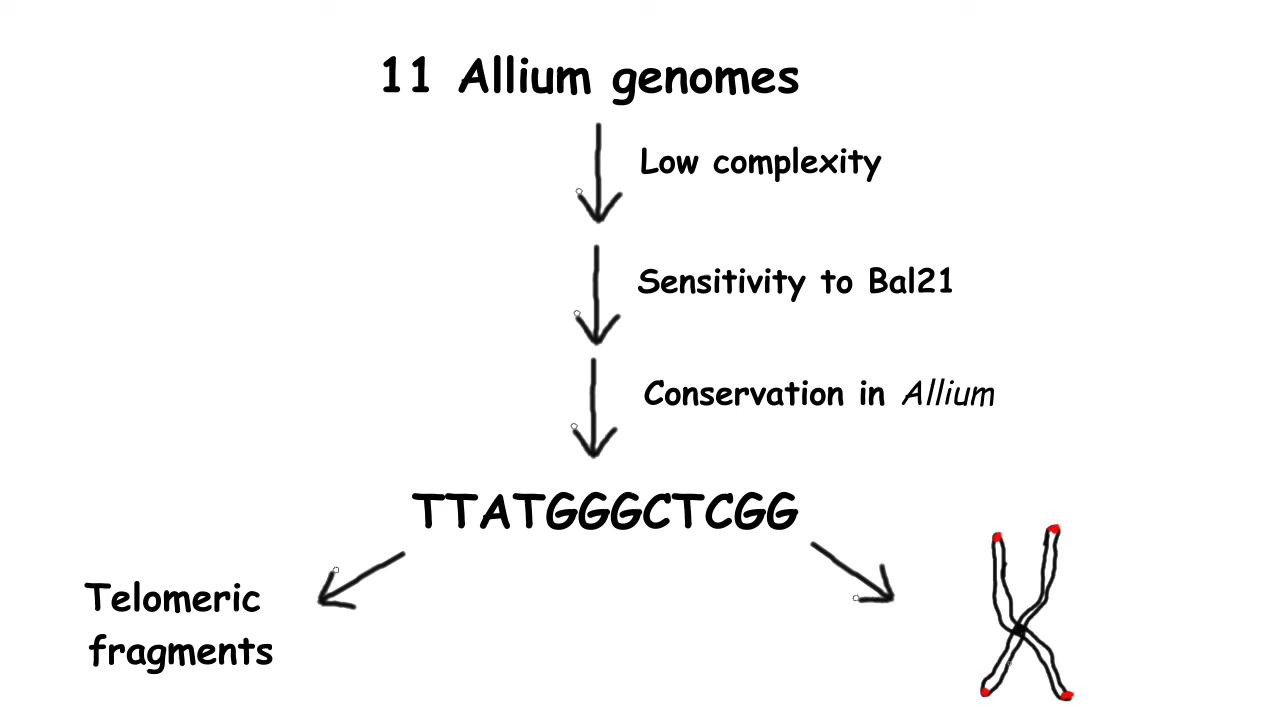 11 Allium genomes
Low complexity
Sensitivity to Bal21
Conservation in Allium
TTATGGGCTCGG
Telomeric
fragments